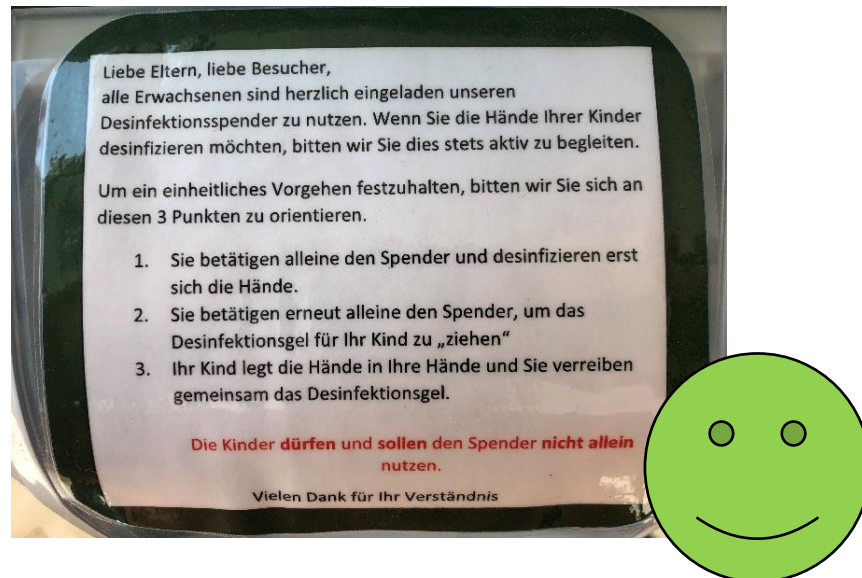 Liebe Eltern, liebe Besucher,
alle Erwachsenen sind herzlich eingeladen unseren
Desinfektionsspender zu nutzen. Wenn Sie die Hände Ihrer Kinder
desinfizieren möchten, bitten wir Sie dies stets aktiv zu begleiten.
Um ein einheitliches Vorgehen festzuhalten, bitten wir Sie sich an
diesen 3 Punkten zu orientieren.
1. Sie betätigen alleine den Spender und desinfizieren erst
sich die Hände.
2. Sie betätigen erneut alleine den Spender, um das
Desinfektionsgel für Ihr Kind zu „ziehen“
3. Ihr Kind legt die Hände in Ihre Hände und Sie verreiben
gemeinsam das Desinfektionsgel.
Die Kinder dürfen und sollen den Spender nicht allein
nutzen.
Vielen Dank für Ihr Verständnis